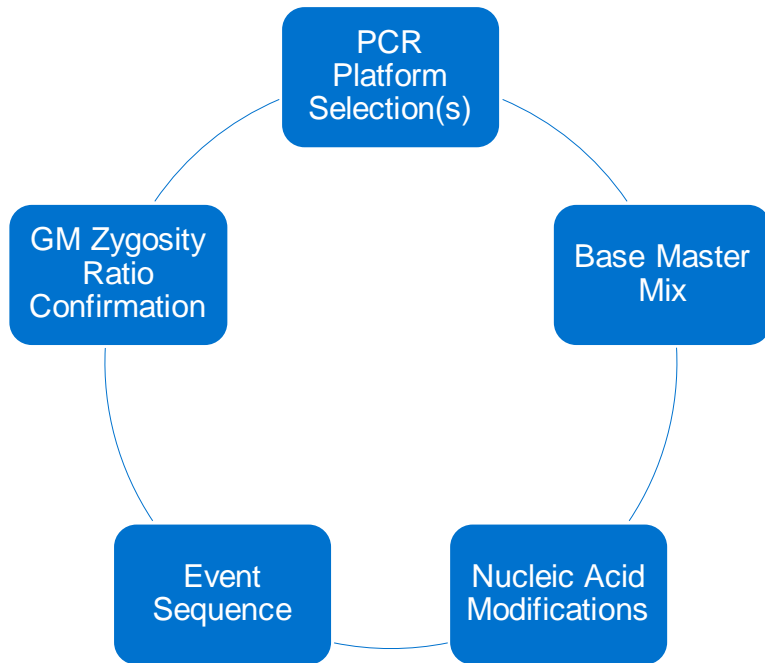 PCR
Platform
Selection(s)
Base Master
Mix
Nucleic Acid
Modifications
Event
Sequence
GM Zygosity
Ratio
Confirmation